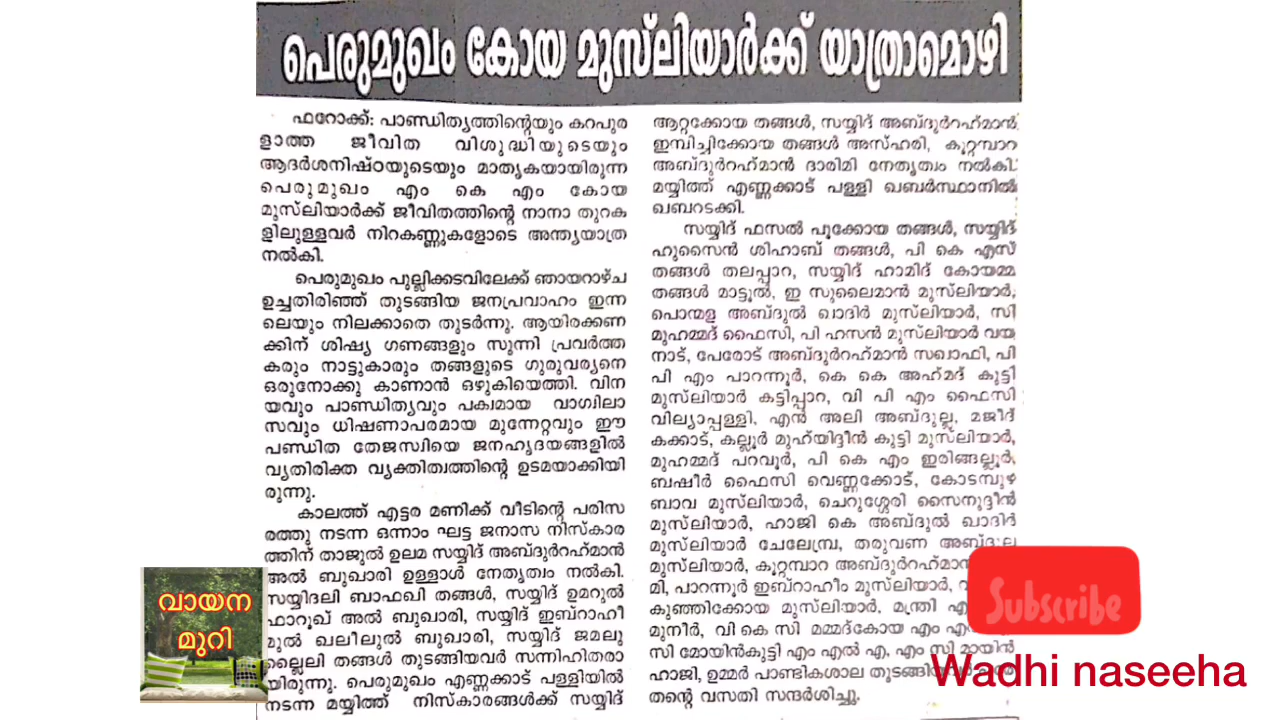 പെരുമുഖം കോയ മുസ്‌ലിയാർക്ക് യാത്രാമൊഴി
ഫറോക്ക്: പാണ്ഡിത്യത്തിന്റെയും കറപുര
ളാത്ത ജീവിത വിശുദ്ധിയുടെയും
ആദർശനിഷ്ഠയുടെയും മാതൃകയായിരുന്ന
പെരുമുഖം എം കെ എം കോയ
മുസ്‌ലിയാർക്ക് ജീവിതത്തിന്റെ നാനാ തുറക
ളിലുള്ളവർ നിറകണ്ണുകളോടെ അന്ത്യയാത്ര
നൽകി.
പെരുമുഖം പുല്ലിക്കടവിലേക്ക് ഞായറാഴ്ച
ഉച്ചതിരിഞ്ഞ് തുടങ്ങിയ ജനപ്രവാഹം ഇന്ന
ലെയും നിലക്കാതെ തുടർന്നു. ആയിരക്കണ
ക്കിന് ശിഷ്യ ഗണങ്ങളും സുന്നി പ്രവർത്ത
കരും നാട്ടുകാരും തങ്ങളുടെ ഗുരുവര്യനെ
ഒരുനോക്കു കാണാൻ ഒഴുകിയെത്തി. വിന
യവും പാണ്ഡിത്യവും പക്വമായ വാഗ്വിലാ
സവും ധിഷണാപരമായ മുന്നേറ്റവും ഈ
പണ്ഡിത തേജസ്വിയെ ജനഹൃദയങ്ങളിൽ
വ്യതിരിക്ത വ്യക്തിത്വത്തിന്റെ ഉടമയാക്കിയി
രുന്നു.
കാലത്ത് എട്ടര മണിക്ക് വീടിന്റെ പരിസ
രത്തു നടന്ന ഒന്നാം ഘട്ട ജനാസ നിസ്കാര
ത്തിന് താജുൽ ഉലമ സയ്യിദ് അബ്ദുർറഹ്‌മാൻ
അൽ ബുഖാരി ഉള്ളാൾ നേതൃത്വം നൽകി.
സയ്യിദലി ബാഫഖി തങ്ങൾ, സയ്യിദ് ഉമറുൽ
ഫാറൂഖ് അൽ ബുഖാരി, സയ്യിദ് ഇബ്റാഹീ
മുൽ ഖലീലുൽ ബുഖാരി, സയ്യിദ് ജമലു
ല്ലൈലി തങ്ങൾ തുടങ്ങിയവർ സന്നിഹിതരാ
യിരുന്നു. പെരുമുഖം എണ്ണക്കാട് പള്ളിയിൽ
നടന്ന മയ്യിത്ത് നിസ്കാരങ്ങൾക്ക് സയ്യിദ്
ആറ്റക്കോയ തങ്ങൾ, സയ്യിദ് അബ്ദുർറഹ്‌മാൻ
ഇമ്പിച്ചിക്കോയ തങ്ങൾ അസ്ഹരി, കൂറ്റമ്പാറ
അബ്ദുർറഹ്‌മാൻ ദാരിമി നേതൃത്വം നൽകി.
മയ്യിത്ത് എണ്ണക്കാട് പള്ളി ഖബർസ്ഥാനിൽ
ഖബറടക്കി.
സയ്യിദ് ഫസൽ പൂക്കോയ തങ്ങൾ, സയ്യിദ്
ഹുസൈൻ ശിഹാബ് തങ്ങൾ, പി കെ എസ്
തങ്ങൾ തലപ്പാറ, സയ്യിദ് ഹാമിദ് കോയമ്മ
തങ്ങൾ മാട്ടൂൽ, ഇ സുലൈമാൻ മുസ്‌ലിയാർ,
പൊന്മള അബ്ദുൽ ഖാദിർ മുസ്‌ലിയാർ, സി
മുഹമ്മദ് ഫൈസി, പി ഹസൻ മുസ്‌ലിയാർ വയ
നാട്, പേരോട് അബ്ദുർറഹ്‌മാൻ സഖാഫി, പി
പി എം പാറന്നൂർ, കെ കെ അഹ്‌മദ് കുട്ടി
മുസ്‌ലിയാർ കട്ടിപ്പാറ, വി പി എം ഫൈസി
വില്യാപ്പള്ളി, എൻ അലി അബ്ദുല്ല, മജീദ്
കക്കാട്, കല്ലൂർ മുഹ്‌യിദ്ദീൻ കുട്ടി മുസ്‌ലിയാർ,
മുഹമ്മദ് പറവൂർ, പി കെ എം ഇരിങ്ങല്ലൂർ,
ബഷീർ ഫൈസി വെണ്ണക്കോട്, കോടമ്പുഴ
ബാവ മുസ്‌ലിയാർ, ചെറുശ്ശേരി സൈനുദ്ദീൻ
മുസ്‌ലിയാർ, ഹാജി കെ അബ്ദുൽ ഖാദിർ
മുസ്‌ലിയാർ ചേലേമ്പ്ര, തരുവണ അബ്ദുല്ല
മുസ്‌ലിയാർ, കൂറ്റമ്പാറ അബ്ദുർറഹ്‌മാൻ
മി, പാറന്നൂർ ഇബ്റാഹീം മുസ്‌ലിയാർ,
കുഞ്ഞിക്കോയ മുസ്‌ലിയാർ, മന്ത്രി എം
മുനീർ, വി കെ സി മമ്മദ്കോയ എം എൽ
സി മോയിൻകുട്ടി എം എൽ എ, എം സി മായിൻ
ഹാജി, ഉമ്മർ പാണ്ടികശാല തുടങ്ങിയവർ
തന്റെ വസതി സന്ദർശിച്ചു.
വായന
മുറി
Subscribe
Wadhi naseeha